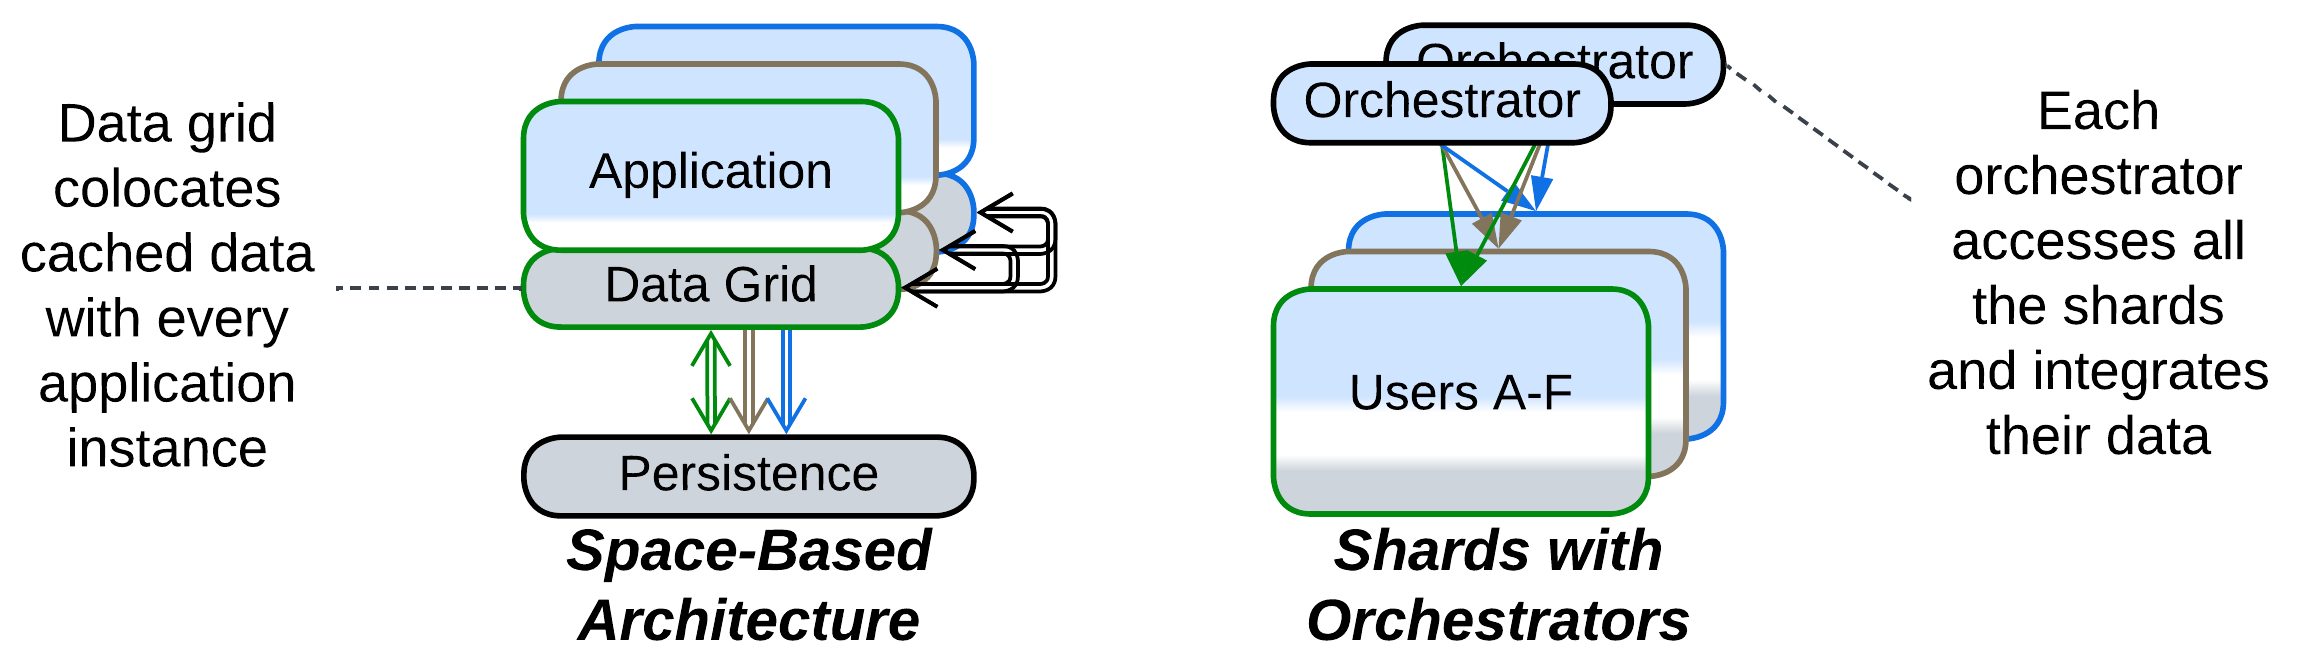 Data grid
colocates
cached data
with every
application
instance
Application
Data Grid
Persistence
Space-Based
Architecture
Orchestrator
Orchestrator
Users A-F
Shards with
Orchestrators
Each
orchestrator
accesses all
the shards
and integrates
their data